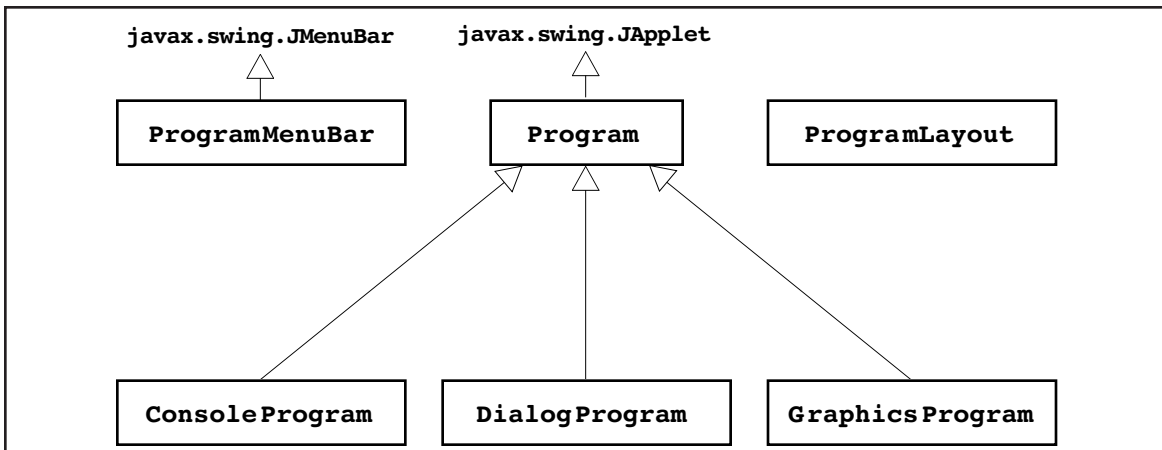 javax.swing.JMenuBar
javax.swing.JApplet
ProgramMenuBar
Program
ProgramLayout
ConsoleProgram
DialogProgram
GraphicsProgram